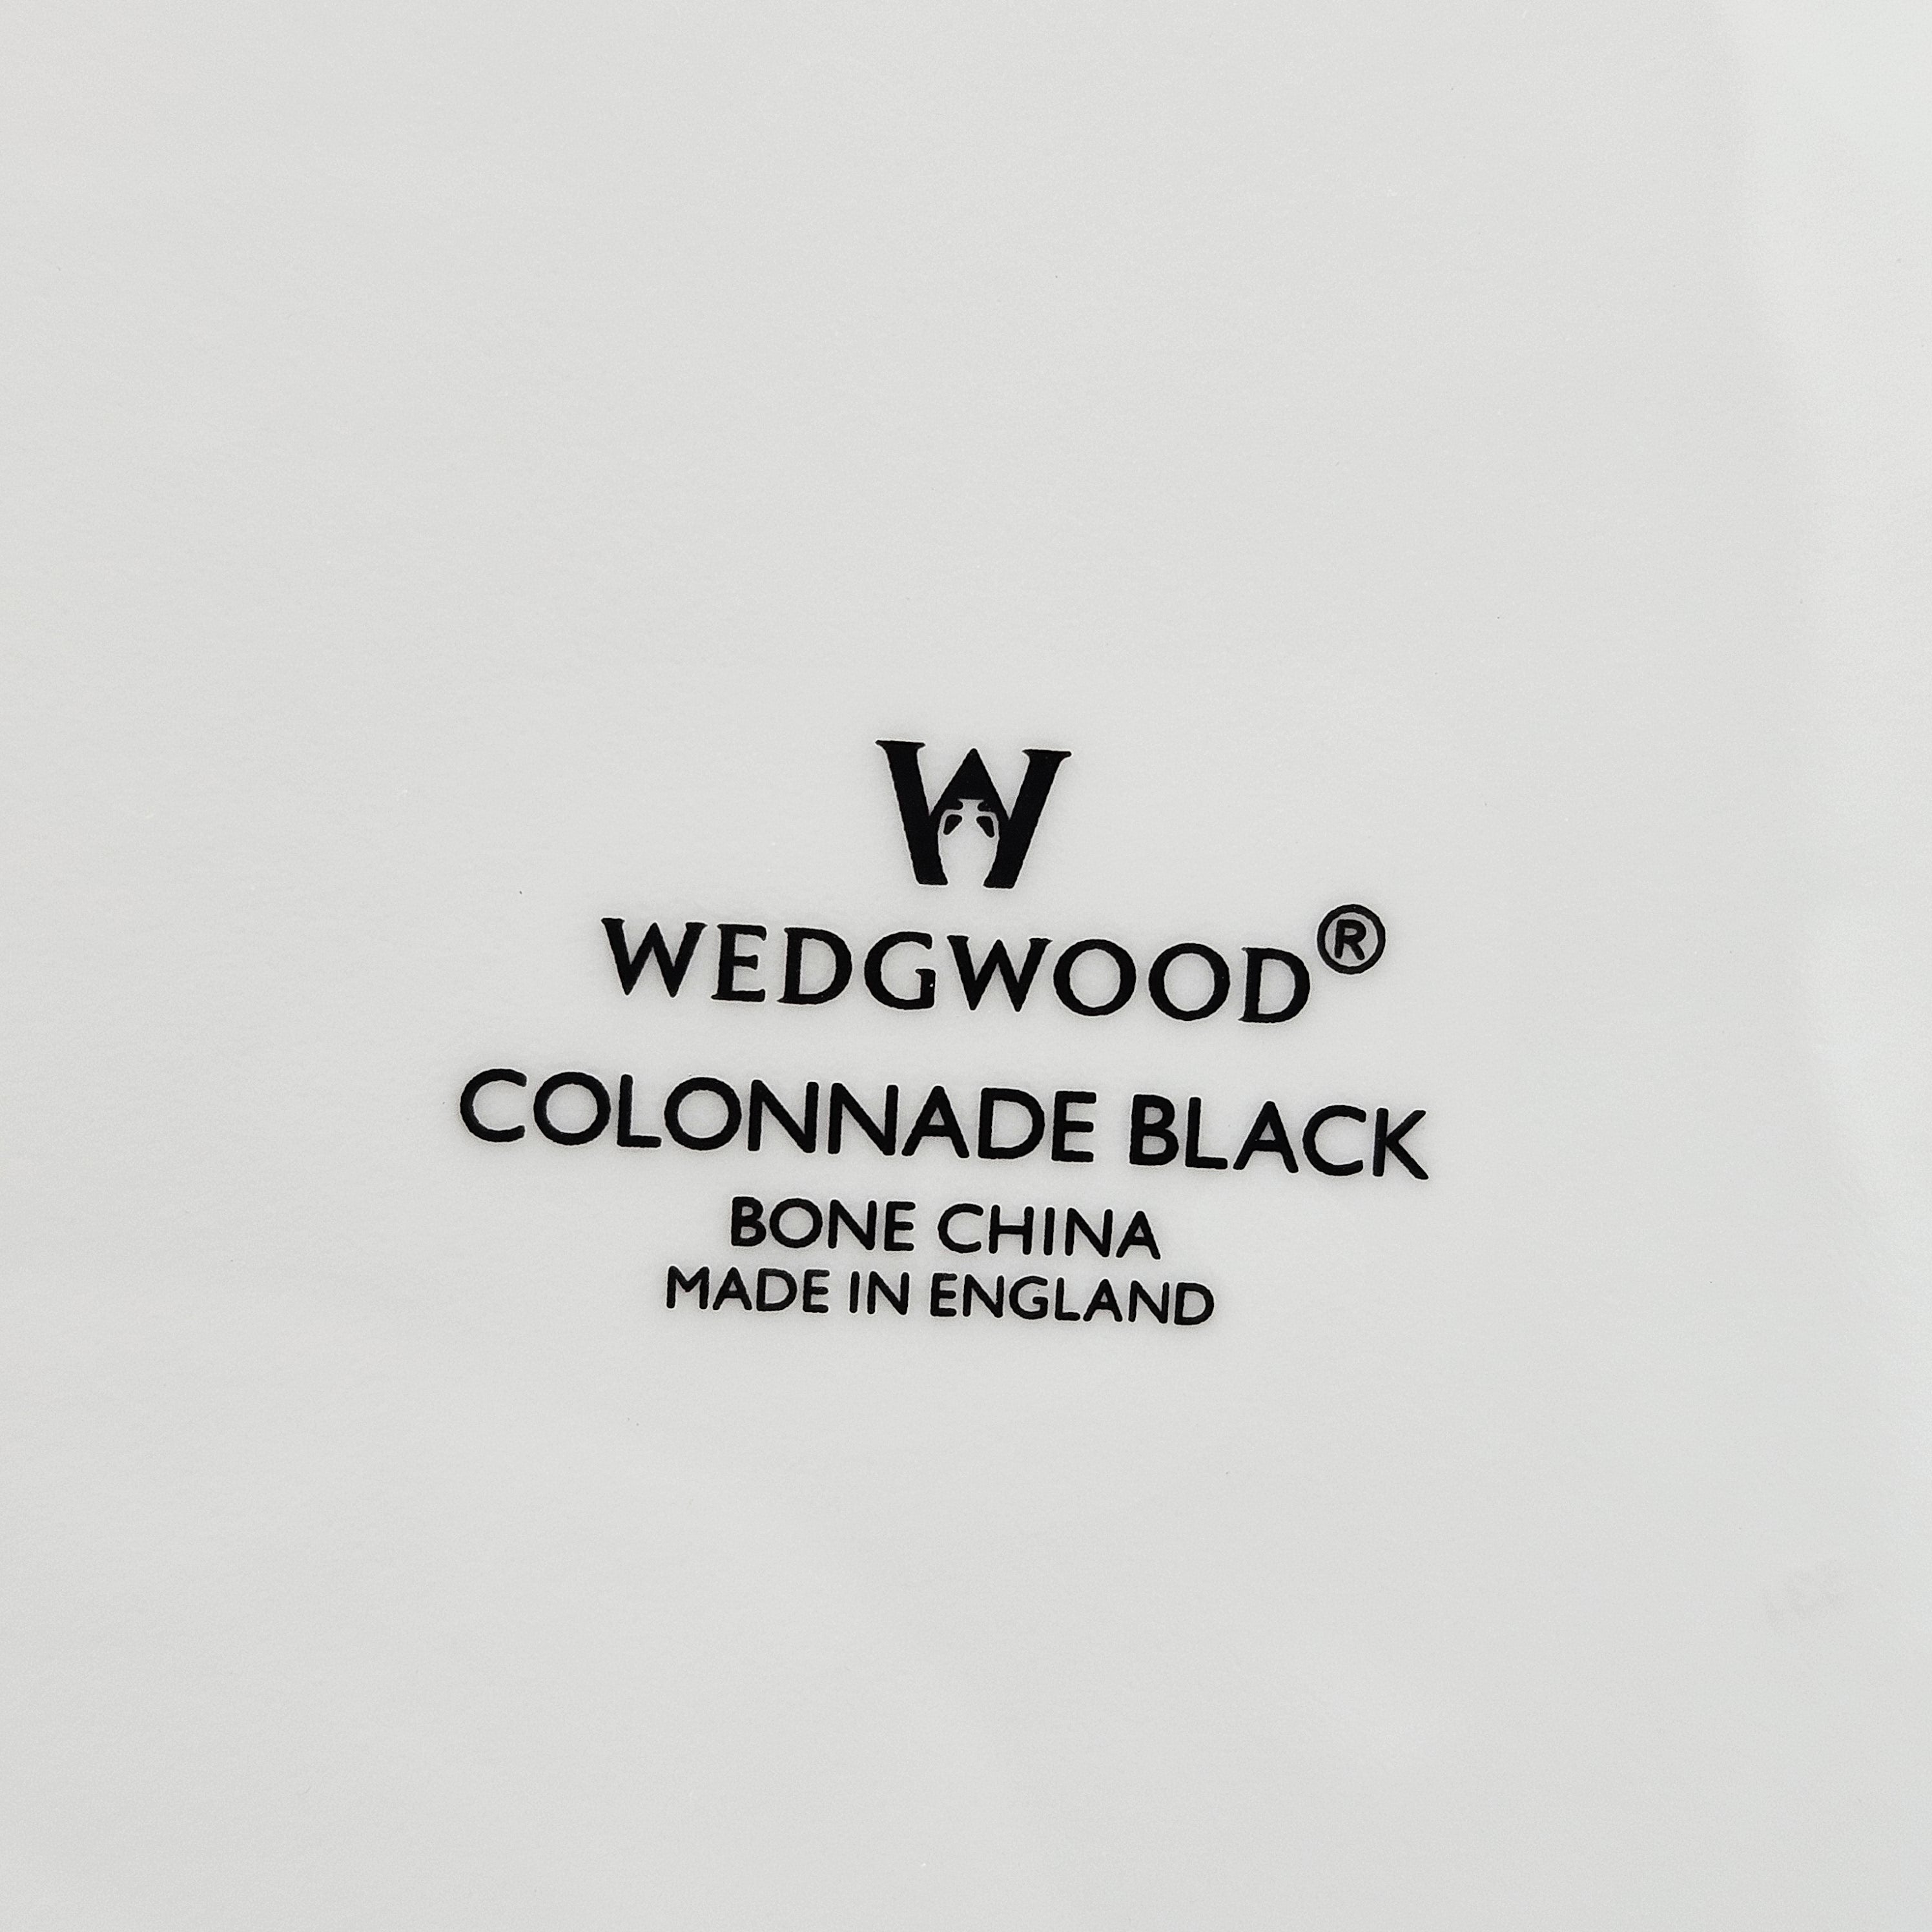 W
WEDGWOOD®
COLONNADE BLACK
BONE CHINA
MADE IN ENGLAND